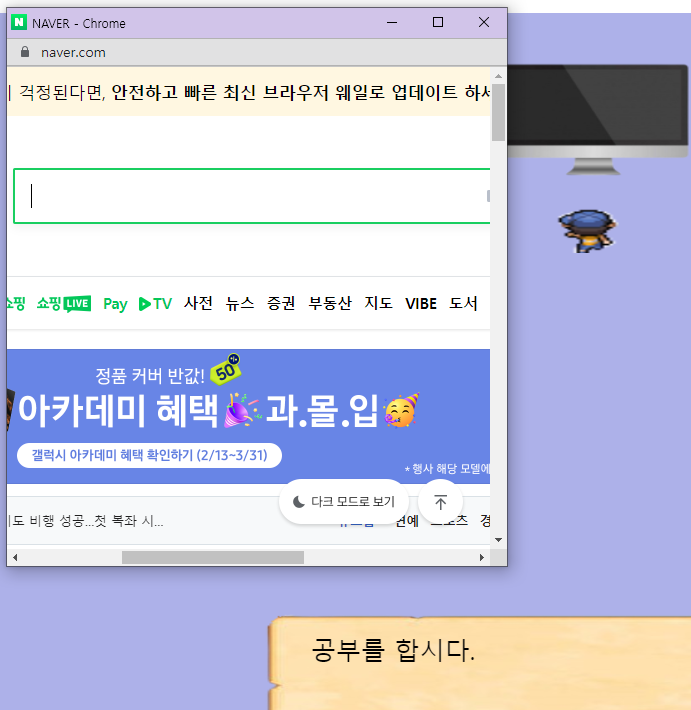 NAVER - Chrome
naver.com
걱정된다면, 안전하고 빠른 최신 브라우저 웨일로 업데이트 하세
쇼핑 쇼핑LIVE Pay TV 사전 뉴스 증권 부동산 지도 VIBE 도서
정품 커버 반값! 50
아카데미 혜택 과.몰.입
갤럭시 아카데미 혜택 확인하기 (2/13~3/31)
* 행사 해당 모델에
다크 모드로 보기
도 비행 성공...첫 복좌 시...
연예 스포츠 경
공부를 합시다.